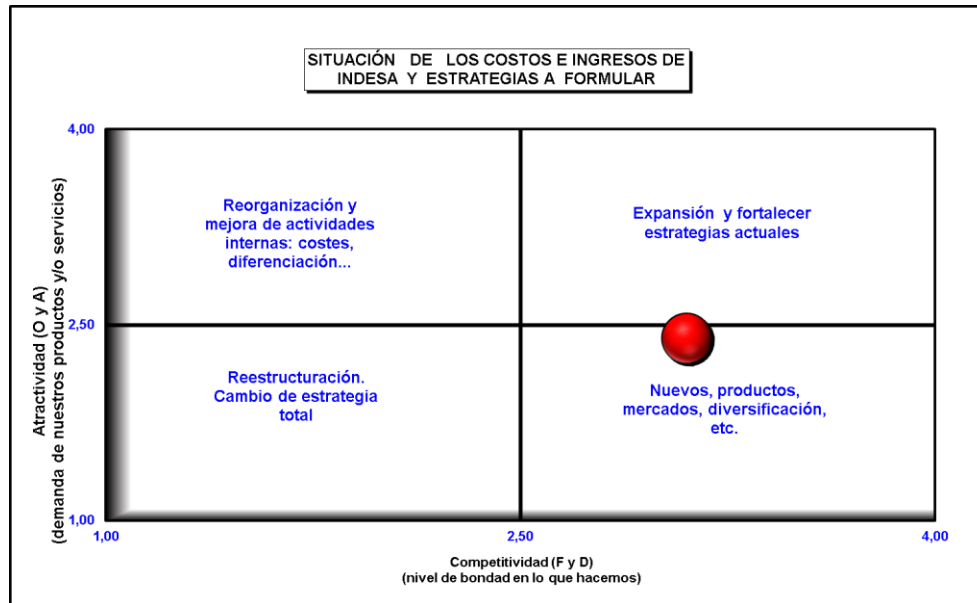 SITUACIÓN DE LOS COSTOS E INGRESOS DE
INDESA Y ESTRATEGIAS A FORMULAR
4,00
Reorganización y
mejora de actividades
internas: costes,
diferenciación...
Expansión y fortalecer
estrategias actuales
Atractividad (O y A)
(demanda de nuestros productos y/o servicios)
2,50
Reestructuración.
Cambio de estrategia
total
Nuevos, productos,
mercados, diversificación,
etc.
1,00
1,00
2,50
4,00
Competitividad (F y D)
(nivel de bondad en lo que hacemos)